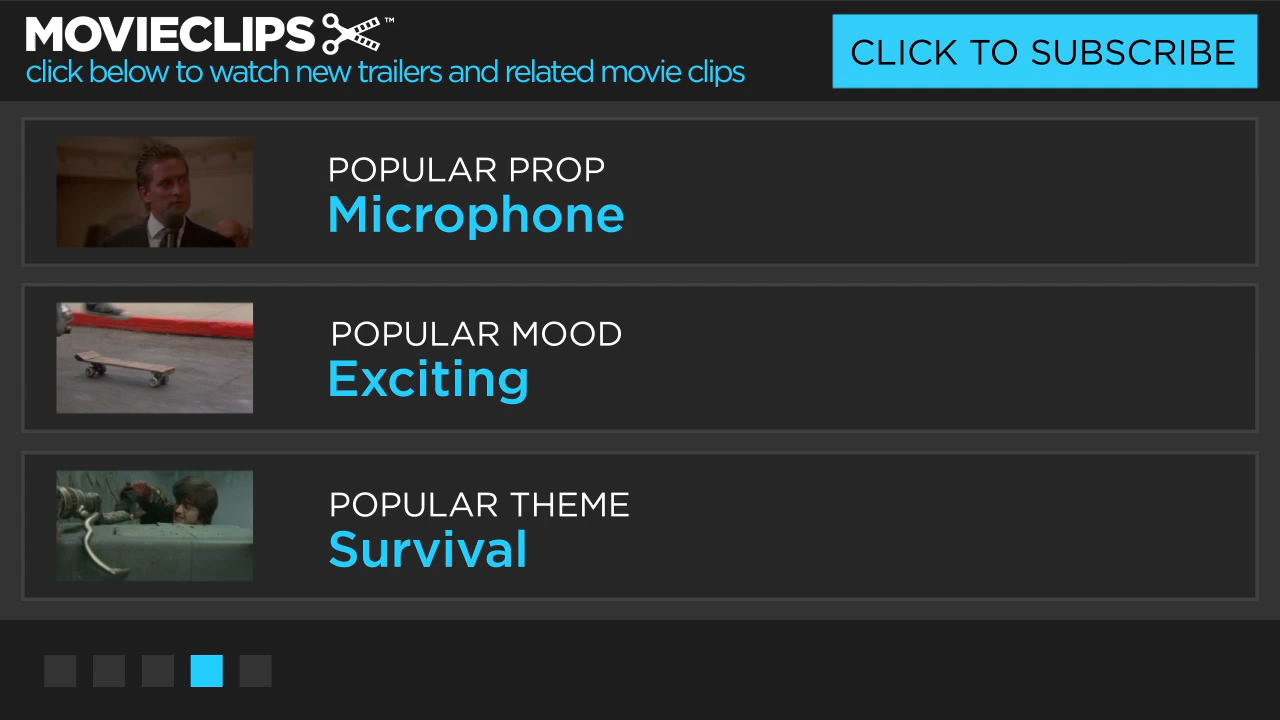 MOVIECLIPS™
click below to watch new trailers and related movie clips
CLICK TO SUBSCRIBE
POPULAR PROP
Microphone
POPULAR MOOD
Exciting
POPULAR THEME
Survival